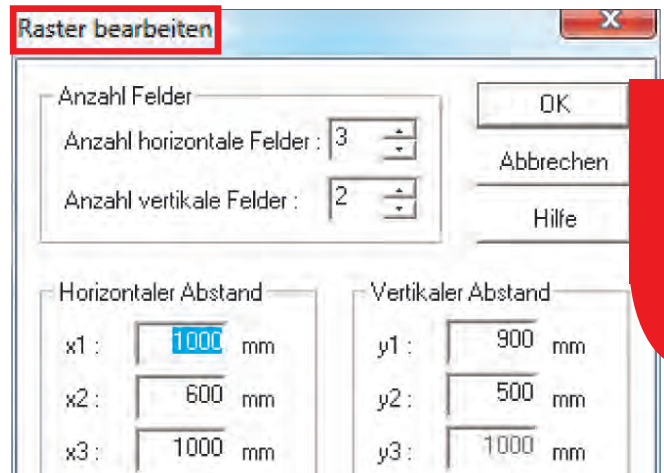 Raster bearbeiten
X
Anzahl Felder
Anzahl horizontale Felder : 3
Anzahl vertikale Felder : 2
OK
Abbrechen
Hilfe
Horizontaler Abstand
x1 : 1000 mm
x2 : 600 mm
x3 : 1000 mm
Vertikaler Abstand
y1 : 900 mm
y2 : 500 mm
y3 : 1000 mm